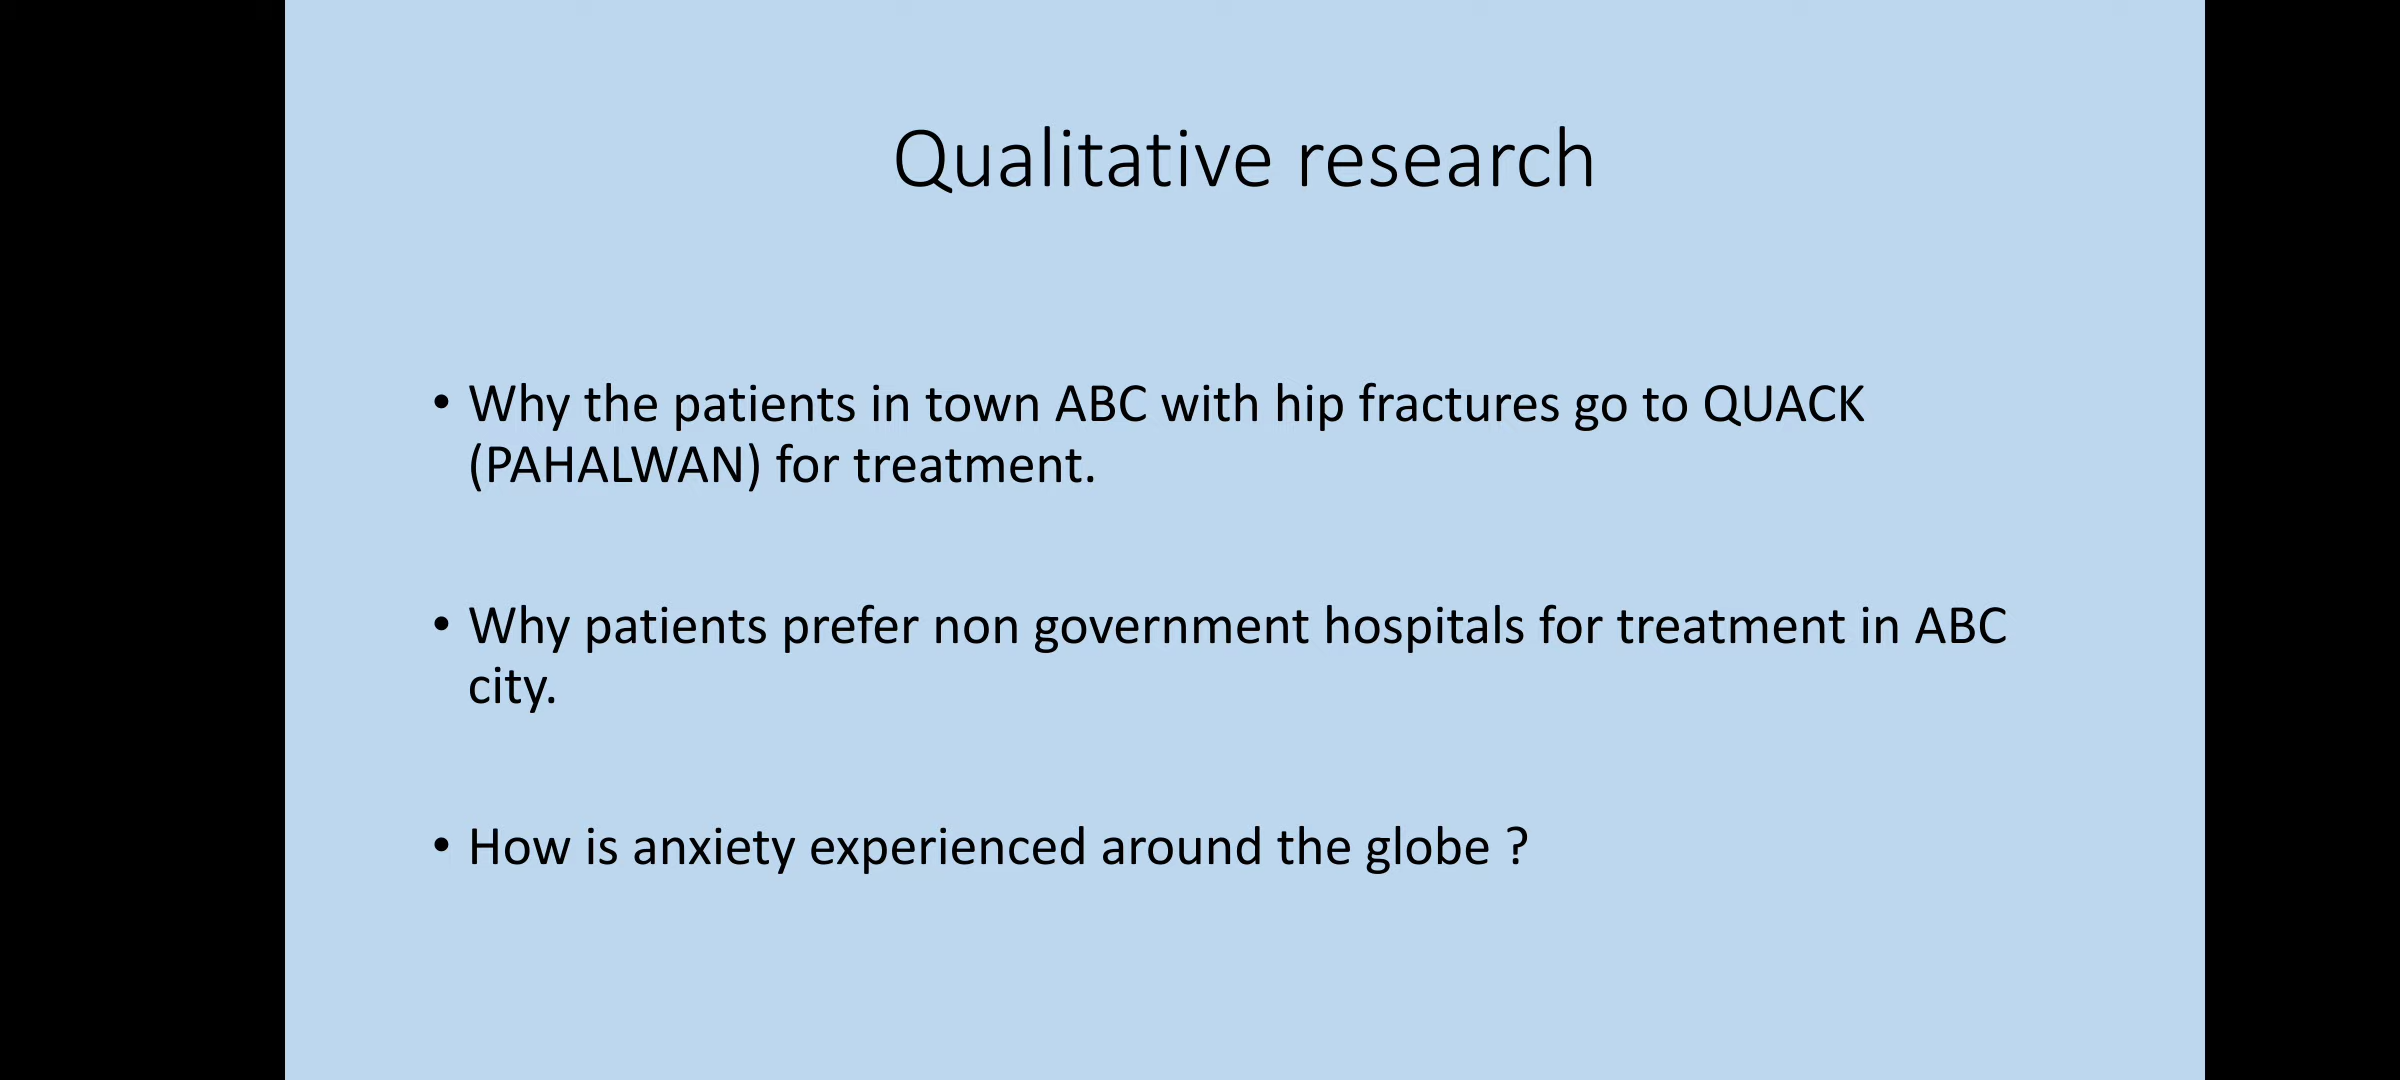 Qualitative research
• Why the patients in town ABC with hip fractures go to QUACK
(PAHALWAN) for treatment.
• Why patients prefer non government hospitals for treatment in ABC
city.
• How is anxiety experienced around the globe ?